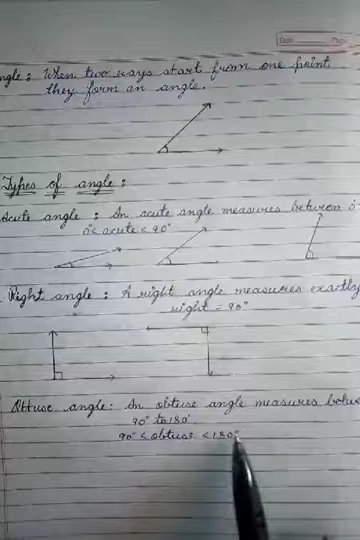 Date Page
ngle: When two rays start from one point
they form an angle.
Types of angle:
Acute angle: An acute angle measures between 0°
0°< acute < 90°
Right angle: A right angle measures exactly
right = 90°
Obtuse angle: An obtuse angle measures betwe
90° to 180°.
90° < obtuse < 180°